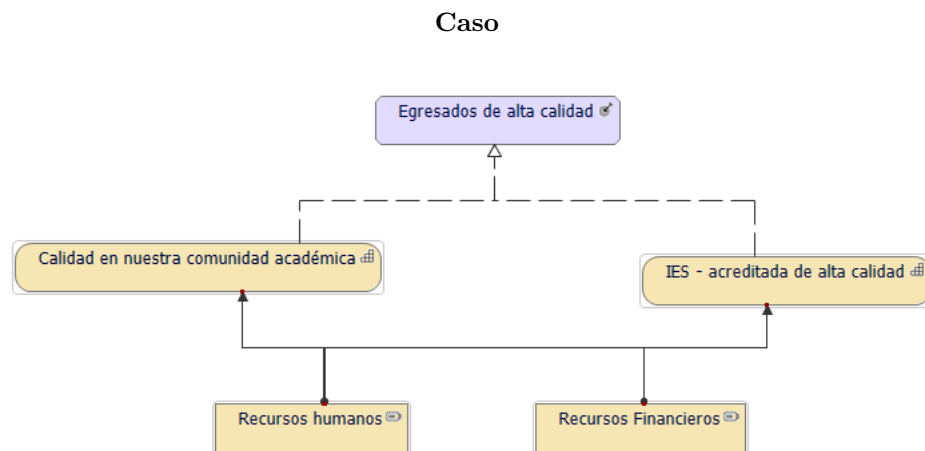 Caso
Egresados de alta calidad
Calidad en nuestra comunidad académica
IES - acreditada de alta calidad
Recursos humanos
Recursos Financieros